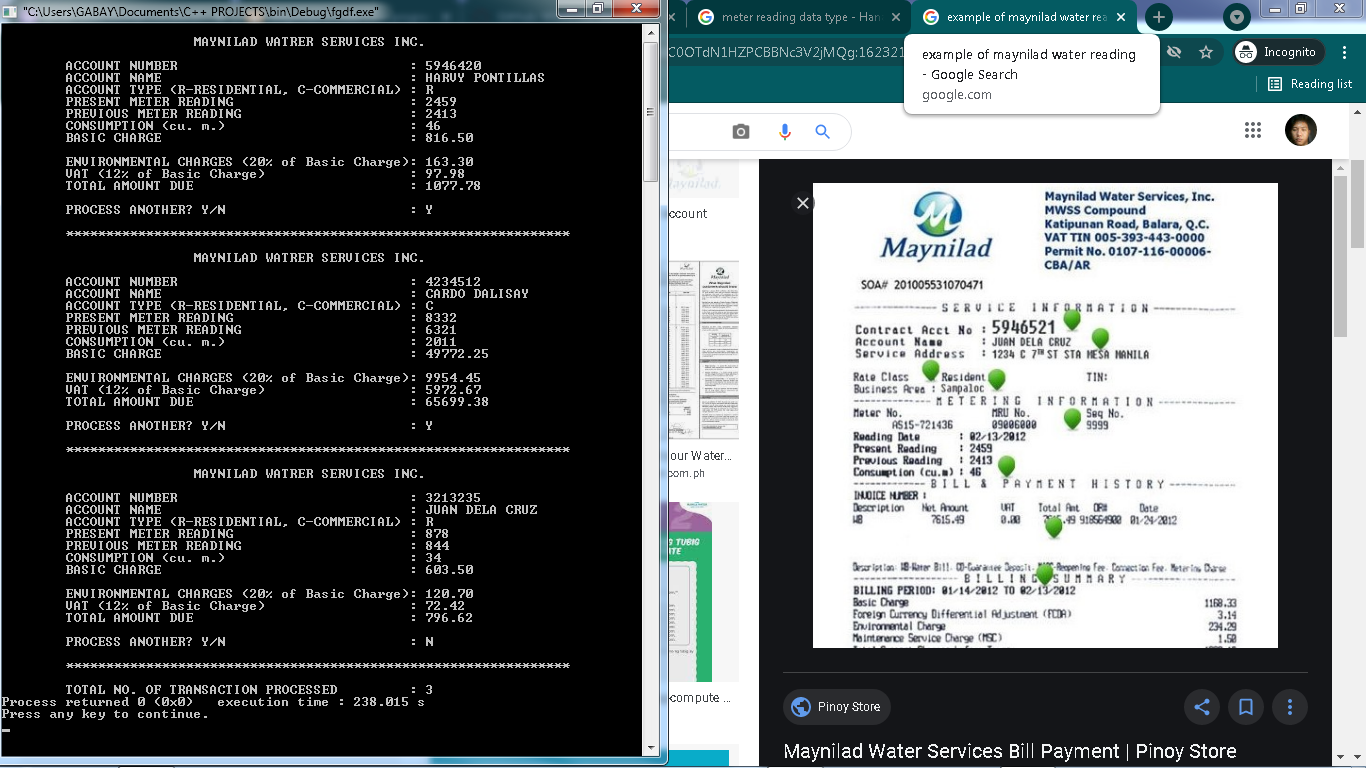 "C:\Users\GABAY\Documents\C++ PROJECTS\bin\Debug\fgdf.exe"
MAYNILAD WATRER SERVICES INC.
ACCOUNT NUMBER : 5946420
ACCOUNT NAME : HARVY PONTILLAS
ACCOUNT TYPE (R-RESIDENTIAL, C-COMMERCIAL) : R
PRESENT METER READING : 2459
PREVIOUS METER READING : 2413
CONSUMPTION (cu. m.) : 46
BASIC CHARGE : 816.50
ENVIRONMENTAL CHARGES (20% of Basic Charge): 163.30
VAT (12% of Basic Charge) : 97.98
TOTAL AMOUNT DUE : 1077.78
PROCESS ANOTHER? Y/N : Y
***************************************************************
MAYNILAD WATRER SERVICES INC.
ACCOUNT NUMBER : 4234512
ACCOUNT NAME : CARDO DALISAY
ACCOUNT TYPE (R-RESIDENTIAL, C-COMMERCIAL) : C
PRESENT METER READING : 8332
PREVIOUS METER READING : 6321
CONSUMPTION (cu. m.) : 2011
BASIC CHARGE : 49772.25
ENVIRONMENTAL CHARGES (20% of Basic Charge): 9954.45
VAT (12% of Basic Charge) : 5972.67
TOTAL AMOUNT DUE : 65699.38
PROCESS ANOTHER? Y/N : Y
***************************************************************
MAYNILAD WATRER SERVICES INC.
ACCOUNT NUMBER : 3213235
ACCOUNT NAME : JUAN DELA CRUZ
ACCOUNT TYPE (R-RESIDENTIAL, C-COMMERCIAL) : R
PRESENT METER READING : 878
PREVIOUS METER READING : 844
CONSUMPTION (cu. m.) : 34
BASIC CHARGE : 603.50
ENVIRONMENTAL CHARGES (20% of Basic Charge): 120.70
VAT (12% of Basic Charge) : 72.42
TOTAL AMOUNT DUE : 796.62
PROCESS ANOTHER? Y/N : N
***************************************************************
TOTAL NO. OF TRANSACTION PROCESSED : 3
Process returned 0 (0x0) execution time : 238.015 s
Press any key to continue.
meter reading data type - Han
example of maynilad water rea
C0OTdN1HZPCBBNc3V2jMQg:162321
Incognito
example of maynilad water reading
- Google Search
google.com
Reading list
account
our Water...
com.ph
compute ...
Maynilad
Maynilad Water Services, Inc.
MWSS Compound
Katipunan Road, Balara, Q.C.
VAT TIN 005-393-443-0000
Permit No. 0107-116-00006-
CBA/AR
SOA# 201005531070471
SERVICE INFORMATION
Contract Acct No : 5946521
Account Name : JUAN DELA CRUZ
Service Address : 1234 C 7TH ST STA MESA MANILA
Rate Class Resident TIN:
Business Area : Sampaloc
METERING INFORMATION
Meter No. MRU No. Seq No.
AS15-721436 09006000 9999
Reading Date : 02/13/2012
Present Reading : 2459
Previous Reading : 2413
Consumption (cu.m) : 46
BILL & PAYMENT HISTORY
INVOICE NUMBER :
Description Net Amount VAT Total Amt OR# Date
WB 7615.49 0.00 .49 918564900 01/24/2012
Description: WB-Water Bill, GD-Guarantee Deposit, -Reopening Fee, Connection Fee, Metering Charge
BILLING SUMMARY
BILLING PERIOD: 01/14/2012 TO 02/13/2012
Basic Charge 1168.33
Foreign Currency Differential Adjustment (FCDA) 3.14
Environmental Charge 234.29
Maintenance Service Charge (MSC) 1.50
Pinoy Store
Maynilad Water Services Bill Payment | Pinoy Store